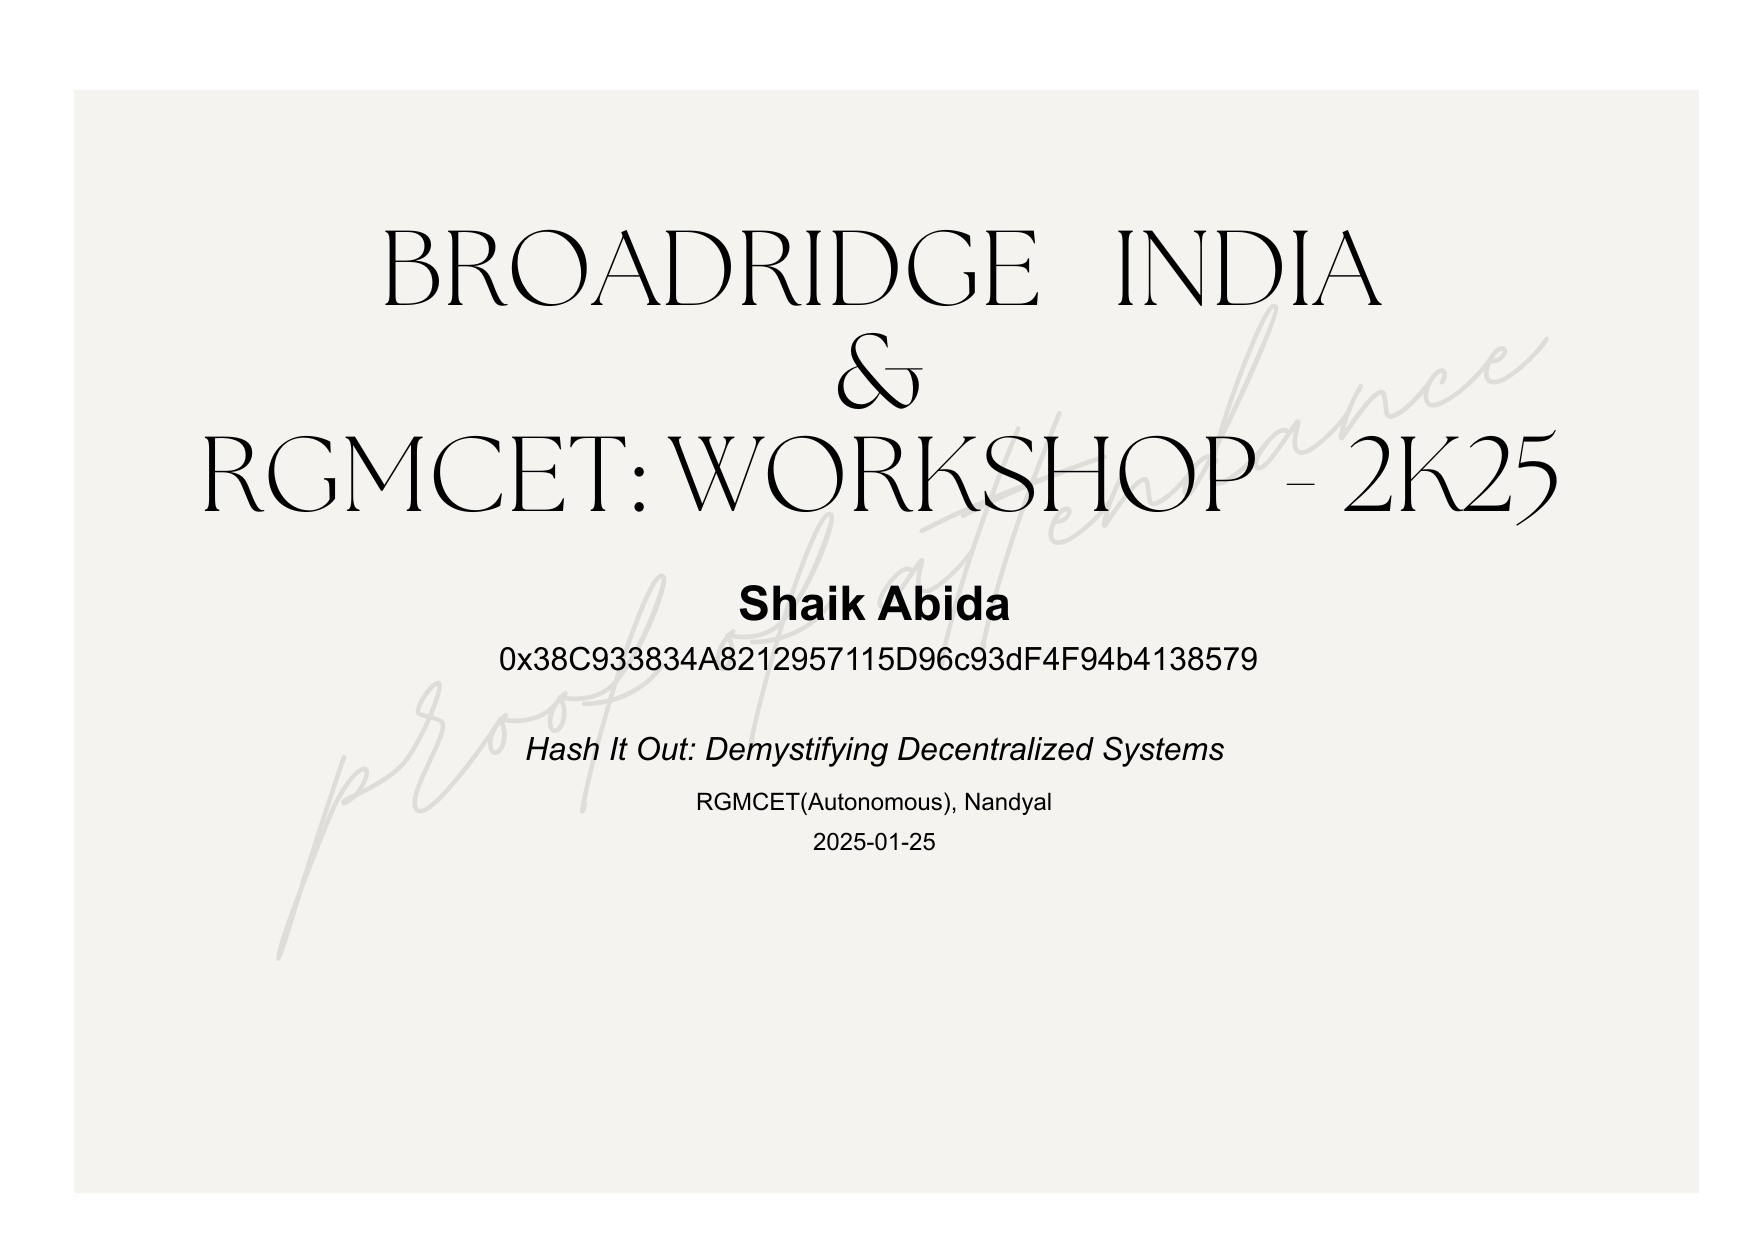 BROADRIDGE INDIA
&
RGMCET: WORKSHOP - 2K25
proof of attendance
Shaik Abida
0x38C933834A8212957115D96c93dF4F94b4138579
Hash It Out: Demystifying Decentralized Systems
RGMCET(Autonomous), Nandyal
2025-01-25